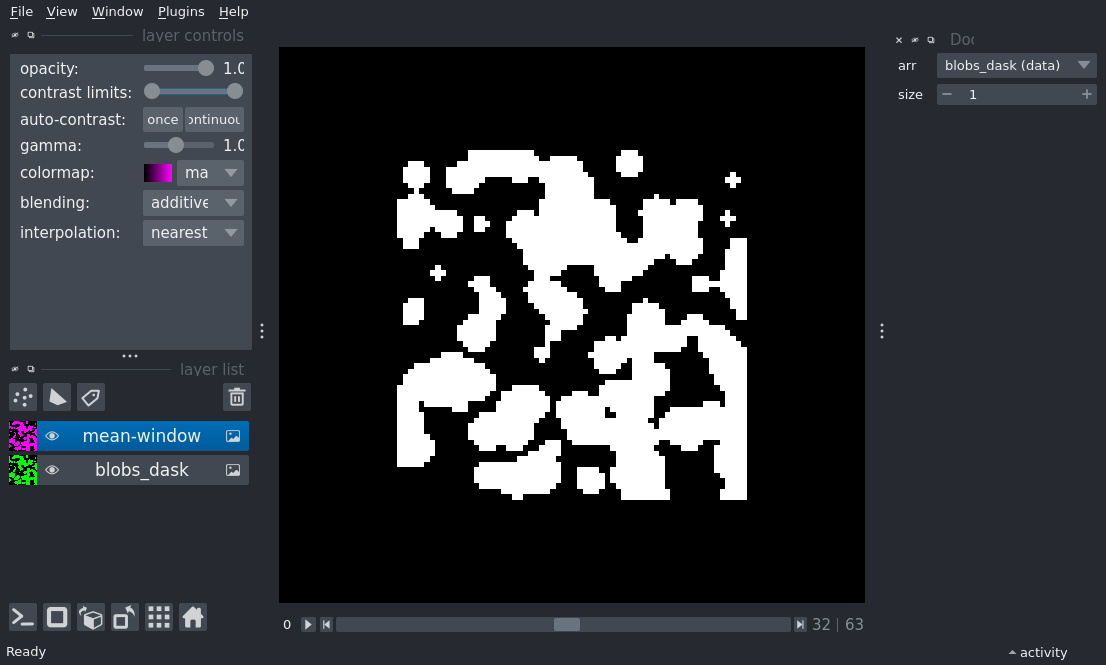 File View Window Plugins Help
layer controls
opacity: 1.0
contrast limits:
auto-contrast: once ontinuou
gamma: 1.0
colormap: ma
blending: additive
interpolation: nearest
layer list
mean-window
blobs_dask
0 32 | 63
Doc
arr blobs_dask (data)
size 1
Ready
activity